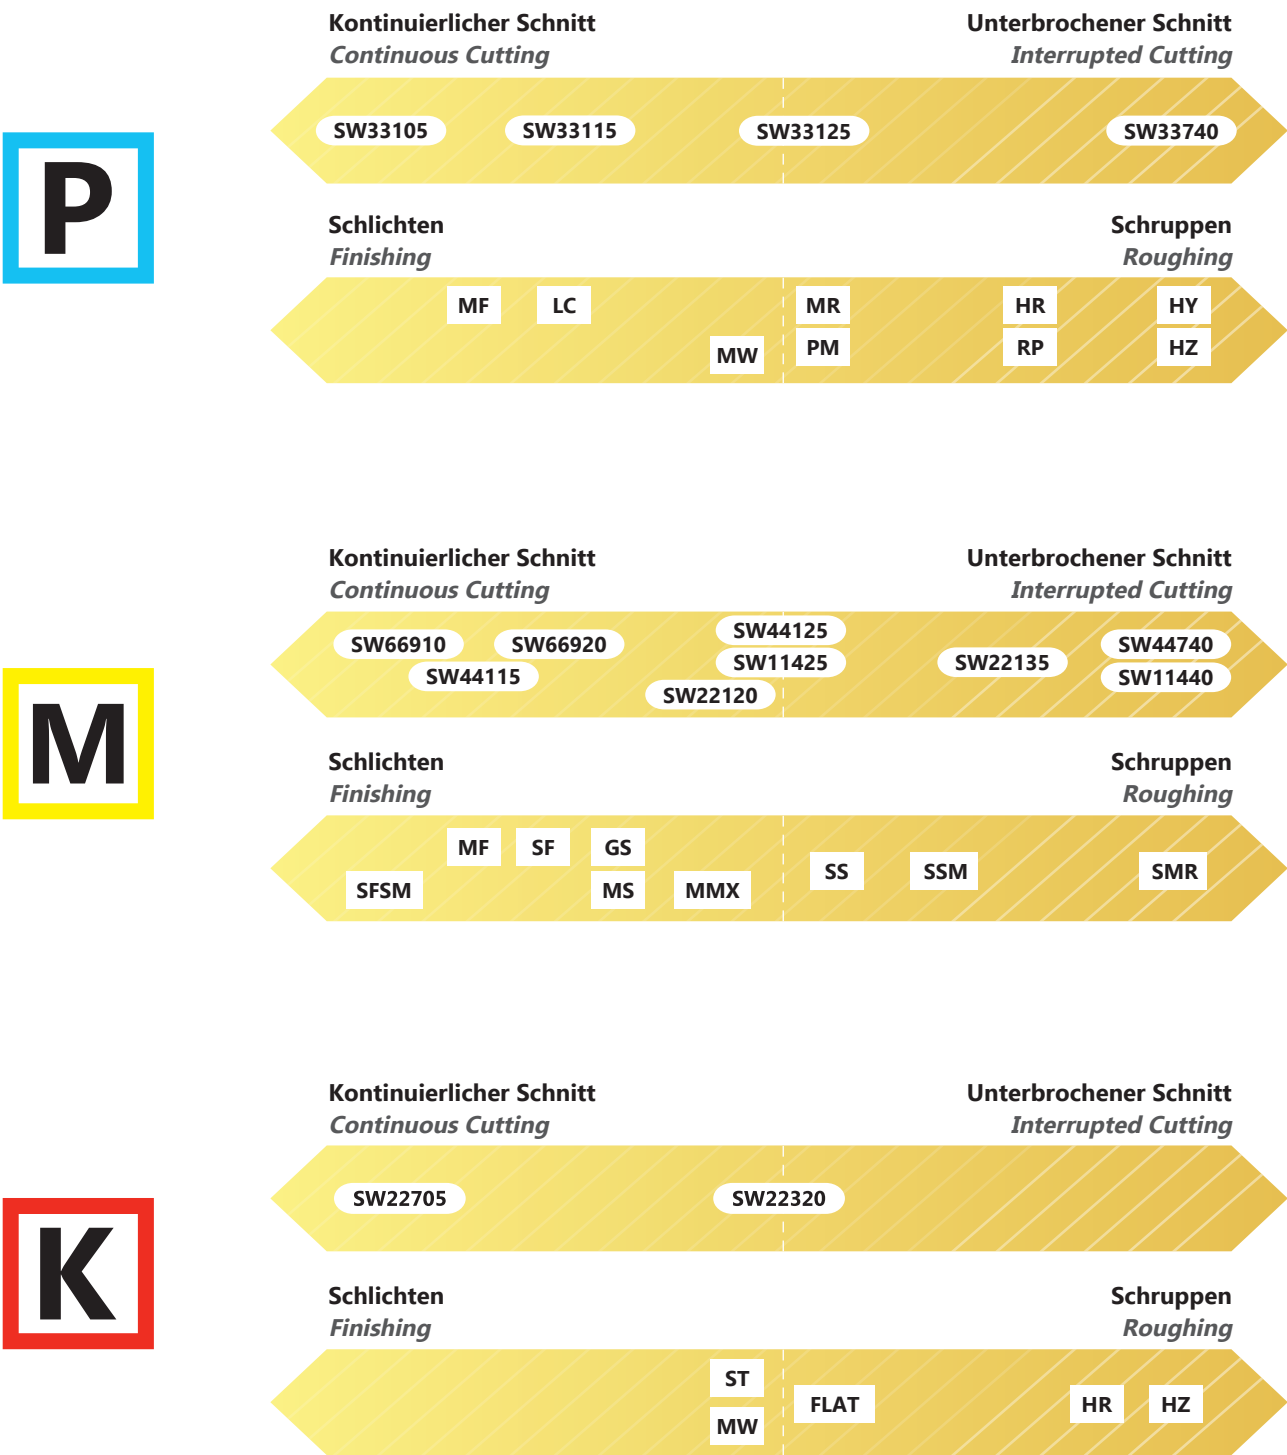 Kontinuierlicher Schnitt
Continuous Cutting
Unterbrochener Schnitt
Interrupted Cutting
P
SW33105 SW33115 SW33125 SW33740
Schlichten
Finishing
Schruppen
Roughing
MF LC MR HR HY
MW PM RP HZ
Kontinuierlicher Schnitt
Continuous Cutting
Unterbrochener Schnitt
Interrupted Cutting
M
SW44125
SW66910 SW66920 SW44740
SW11425 SW22135
SW44115 SW11440
SW22120
Schlichten
Finishing
Schruppen
Roughing
MF SF GS
SS SSM SMR
SFSM MS MMX
Kontinuierlicher Schnitt
Continuous Cutting
Unterbrochener Schnitt
Interrupted Cutting
K
SW22705 SW22320
Schlichten
Finishing
Schruppen
Roughing
ST
FLAT HR HZ
MW